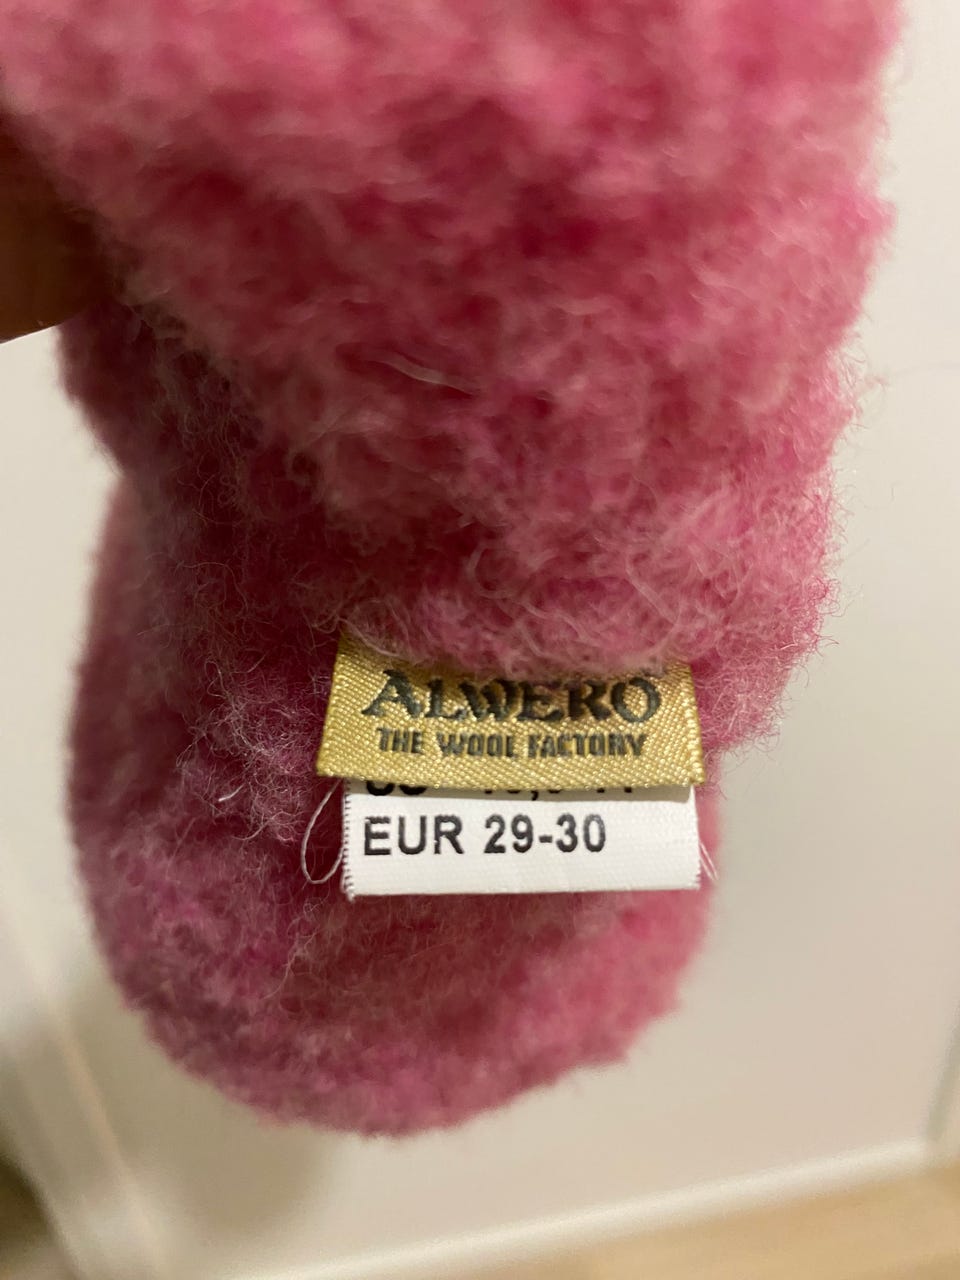 ALWERO
THE WOOL FACTORY
EUR 29-30